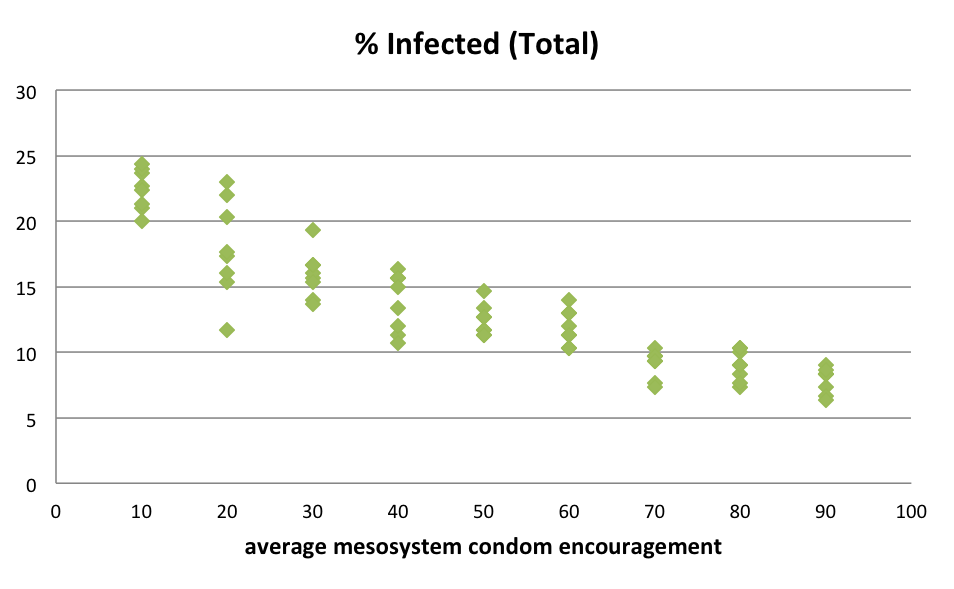 % Infected (Total)
30
25
20
15
10
5
0
0 10 20 30 40 50 60 70 80 90 100
average mesosystem condom encouragement